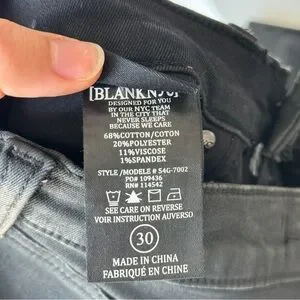 [BLANKNYC]
DESIGNED FOR YOU
BY OUR NYC TEAM
IN THE CITY THAT
NEVER SLEEPS
BECAUSE WE CARE
68%COTTON/COTON
20%POLYESTER
11%VISCOSE
1%SPANDEX
STYLE/MODELE # 54G-7002
PO# 109436
RN# 114542
SEE CARE ON REVERSE
VOIR INSTRUCTION AUVERSO
30
MADE IN CHINA
FABRIQUÉ EN CHINE